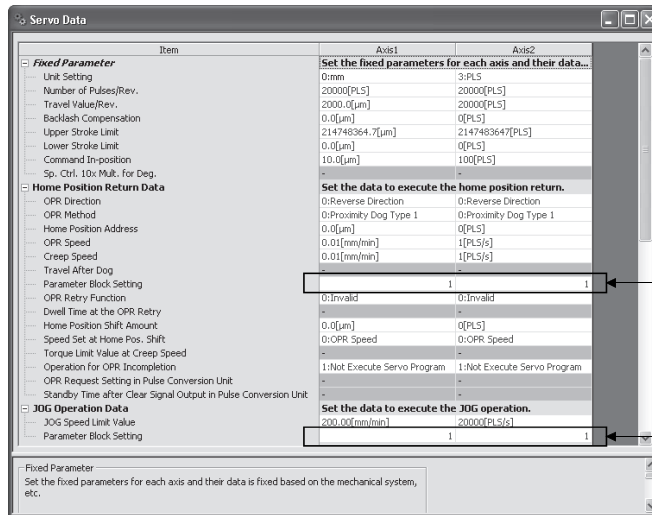 Servo Data
Item Axis1 Axis2
Fixed Parameter Set the fixed parameters for each axis and their data...
Unit Setting 0:mm 3:PLS
Number of Pulses/Rev. 20000[PLS] 20000[PLS]
Travel Value/Rev. 2000.0[µm] 20000[PLS]
Backlash Compensation 0.0[µm] 0[PLS]
Upper Stroke Limit 214748364.7[µm] 2147483647[PLS]
Lower Stroke Limit 0.0[µm] 0[PLS]
Command In-position 10.0[µm] 100[PLS]
Sp. Ctrl. 10x Mult. for Deg. - -
Home Position Return Data Set the data to execute the home position return.
OPR Direction 0:Reverse Direction 0:Reverse Direction
OPR Method 0:Proximity Dog Type 1 0:Proximity Dog Type 1
Home Position Address 0.0[µm] 0[PLS]
OPR Speed 0.01[mm/min] 1[PLS/s]
Creep Speed 0.01[mm/min] 1[PLS/s]
Travel After Dog - -
Parameter Block Setting 1 1
OPR Retry Function 0:Invalid 0:Invalid
Dwell Time at the OPR Retry - -
Home Position Shift Amount 0.0[µm] 0[PLS]
Speed Set at Home Pos. Shift 0:OPR Speed 0:OPR Speed
Torque Limit Value at Creep Speed - -
Operation for OPR Incompletion 1:Not Execute Servo Program 1:Not Execute Servo Program
OPR Request Setting in Pulse Conversion Unit - -
Standby Time after Clear Signal Output in Pulse Conversion Unit - -
JOG Operation Data Set the data to execute the JOG operation.
JOG Speed Limit Value 200.00[mm/min] 20000[PLS/s]
Parameter Block Setting 1 1
Fixed Parameter
Set the fixed parameters for each axis and their data is fixed based on the mechanical system,
etc.